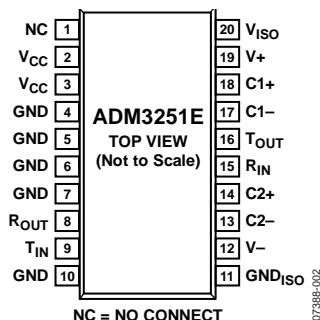 NC 1
VCC 2
VCC 3
GND 4
GND 5
GND 6
GND 7
ROUT 8
TIN 9
GND 10
ADM3251E
TOP VIEW
(Not to Scale)
20 VISO
19 V+
18 C1+
17 C1–
16 TOUT
15 RIN
14 C2+
13 C2–
12 V–
11 GNDISO
NC = NO CONNECT
07388-002